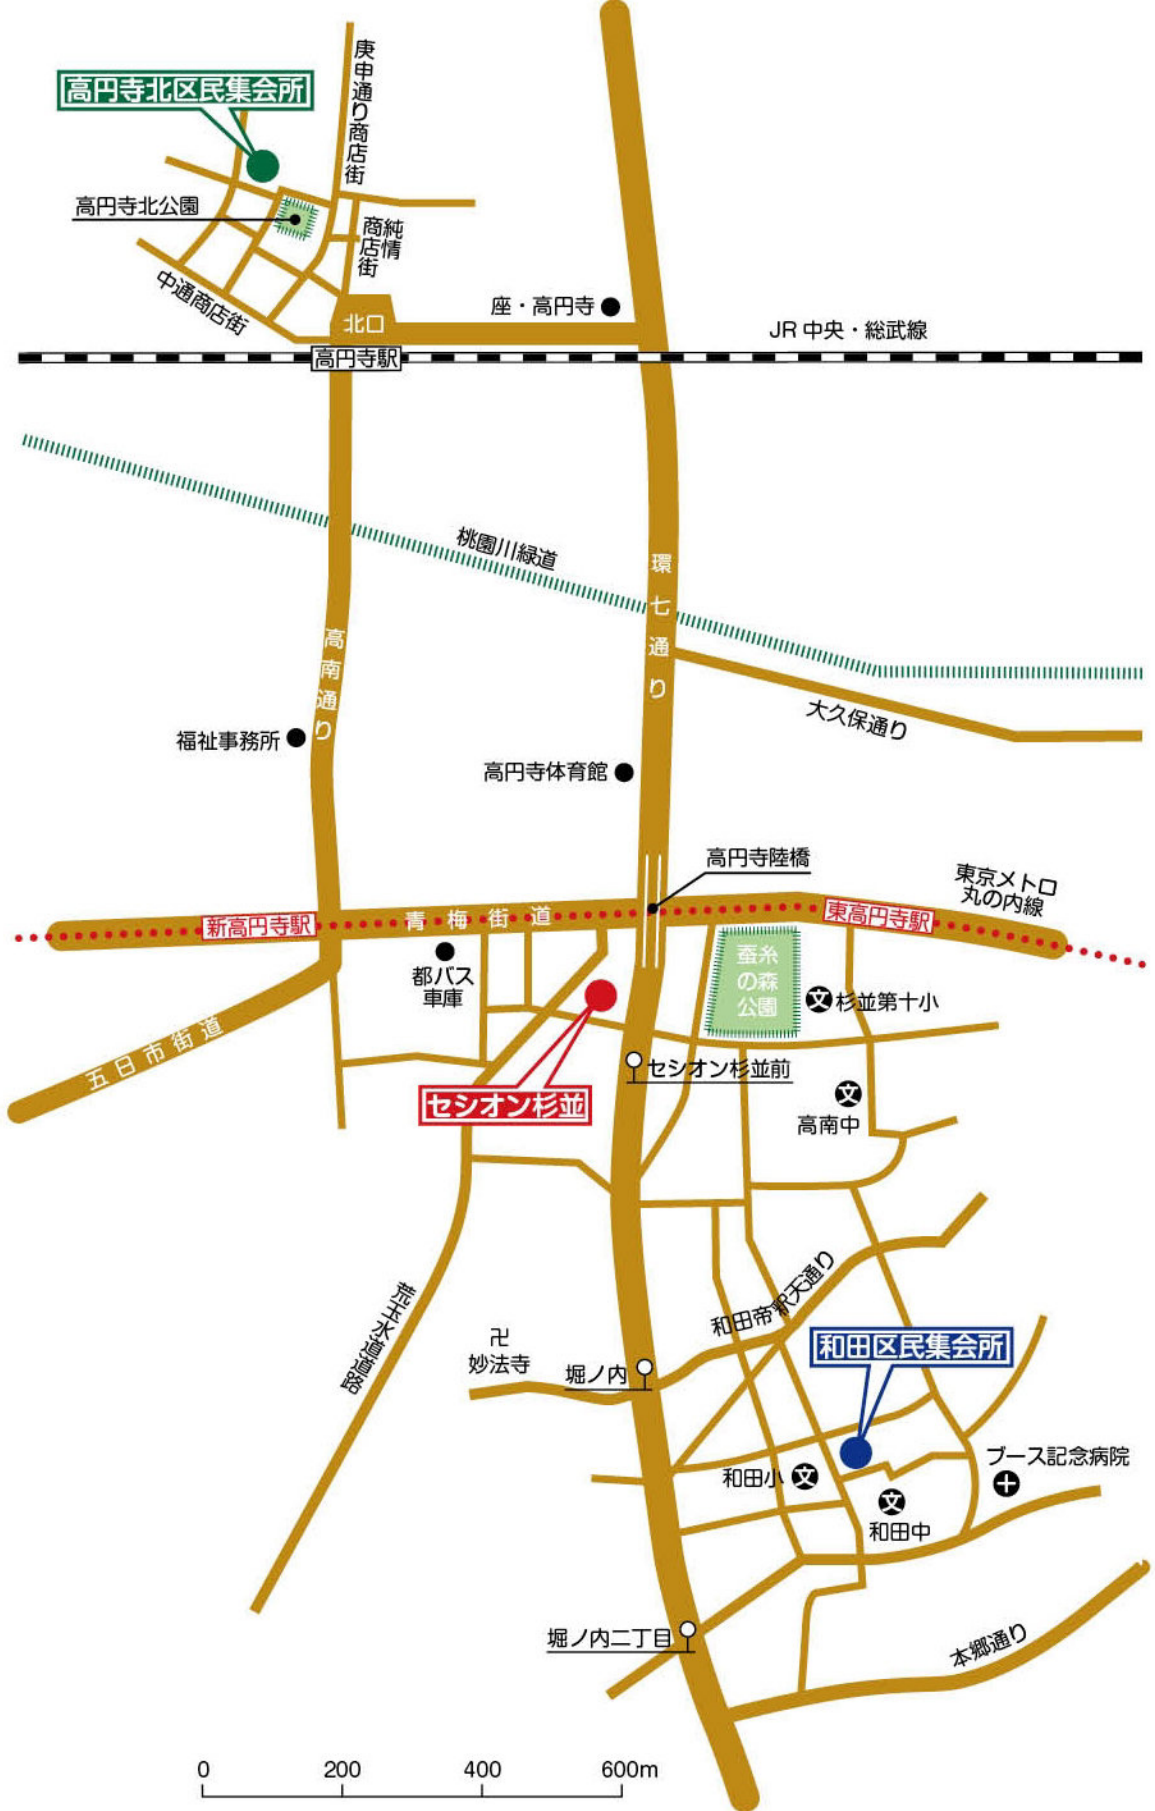 庚申通り商店街
高円寺北区民集会所
高円寺北公園
純情
商店街
中通商店街
座・高円寺
北口
JR 中央・総武線
高円寺駅
桃園川緑道
環七通り
高南通り
大久保通り
福祉事務所
高円寺体育館
高円寺陸橋
東京メトロ
丸の内線
新高円寺駅
青梅街道
東高円寺駅
都バス
車庫
蚕糸
の森
公園
文
杉並第十小
五日市街道
セシオン杉並前
セシオン杉並
文
高南中
荒玉水道道路
和田帝釈天通り
卍
妙法寺
堀ノ内
和田区民集会所
ブース記念病院
和田小
文
文
和田中
堀ノ内二丁目
本郷通り
0 200 400 600m